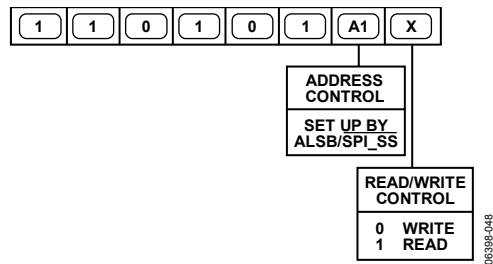 1 1 0 1 0 1 A1 X
ADDRESS
CONTROL
SET UP BY
ALSB/SPI_SS
READ/WRITE
CONTROL
0 WRITE
1 READ
06398-048